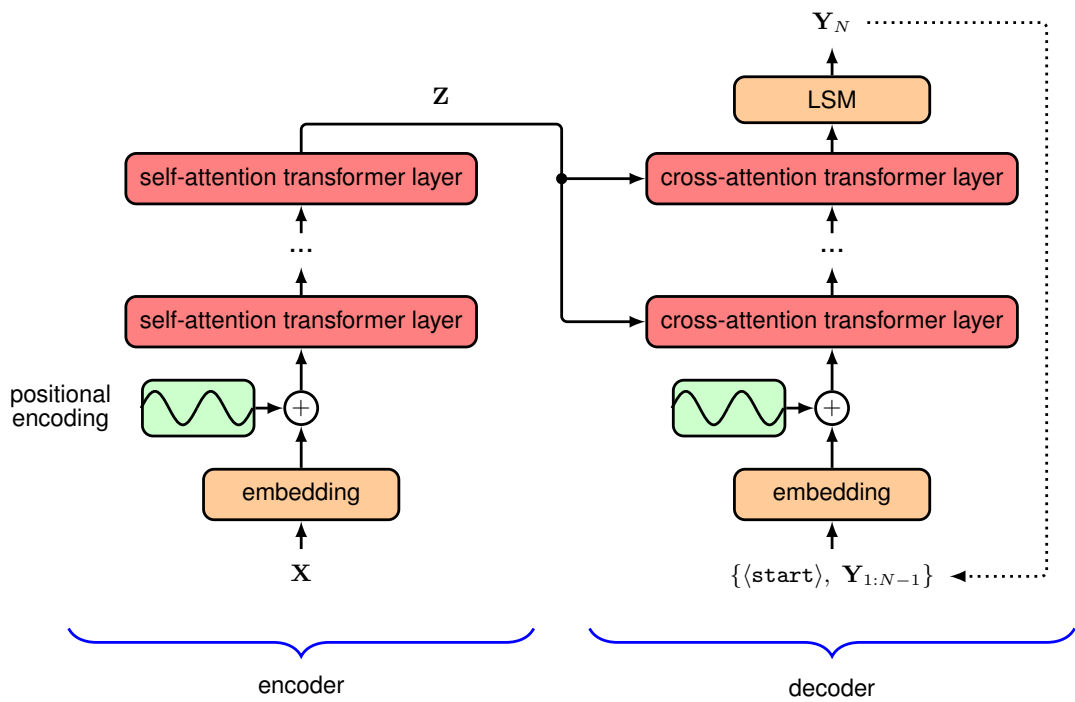 Y_N
LSM
Z
self-attention transformer layer
cross-attention transformer layer
...
...
self-attention transformer layer
cross-attention transformer layer
positional
encoding
+
+
embedding
embedding
X
{⟨start⟩, Y_{1:N−1}}
encoder
decoder